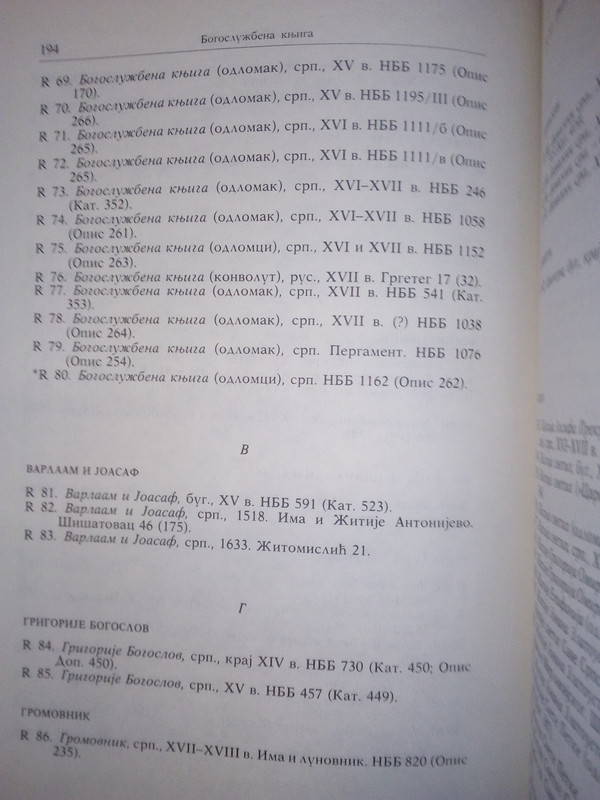 194
Богослужбена књига
R 69. Богослужбена књига (одломак), срп., XV в. НББ 1175 (Опис
170).
R 70. Богослужбена књига (одломак), срп., XV в. НББ 1195/III (Опис
266).
R 71. Богослужбена књига (одломак), срп., XVI в. НББ 1111/б (Опис
265).
R 72. Богослужбена књига (одломак), срп., XVI в. НББ 1111/в (Опис
265).
R 73. Богослужбена књига (одломак), срп., XVI–XVII в. НББ 246
(Кат. 352).
R 74. Богослужбена књига (одломак), срп., XVI–XVII в. НББ 1058
(Опис 261).
R 75. Богослужбена књига (одломци), срп., XVI и XVII в. НББ 1152
(Опис 263).
R 76. Богослужбена књига (конволут), рус., XVII в. Гргетег 17 (32).
R 77. Богослужбена књига (одломак), срп., XVII в. НББ 541 (Кат.
353).
R 78. Богослужбена књига (одломак), срп., XVII в. (?) НББ 1038
(Опис 264).
R 79. Богослужбена књига (одломак), срп. Пергамент. НББ 1076
(Опис 254).
*R 80. Богослужбена књига (одломци), срп. НББ 1162 (Опис 262).
В
ВАРЛААМ И ЈОАСАФ
R 81. Варлаам и Јоасаф, буг., XV в. НББ 591 (Кат. 523).
R 82. Варлаам и Јоасаф, срп., 1518. Има и Житије Антонијево.
Шишатовац 46 (175).
R 83. Варлаам и Јоасаф, срп., 1633. Житомислић 21.
Г
ГРИГОРИЈЕ БОГОСЛОВ
R 84. Григорије Богослов, срп., крај XIV в. НББ 730 (Кат. 450; Опис
Доп. 450).
R 85. Григорије Богослов, срп., XV в. НББ 457 (Кат. 449).
ГРОМОВНИК
R 86. Громовник, срп., XVII–XVIII в. Има и луновник. НББ 820 (Опис
235).